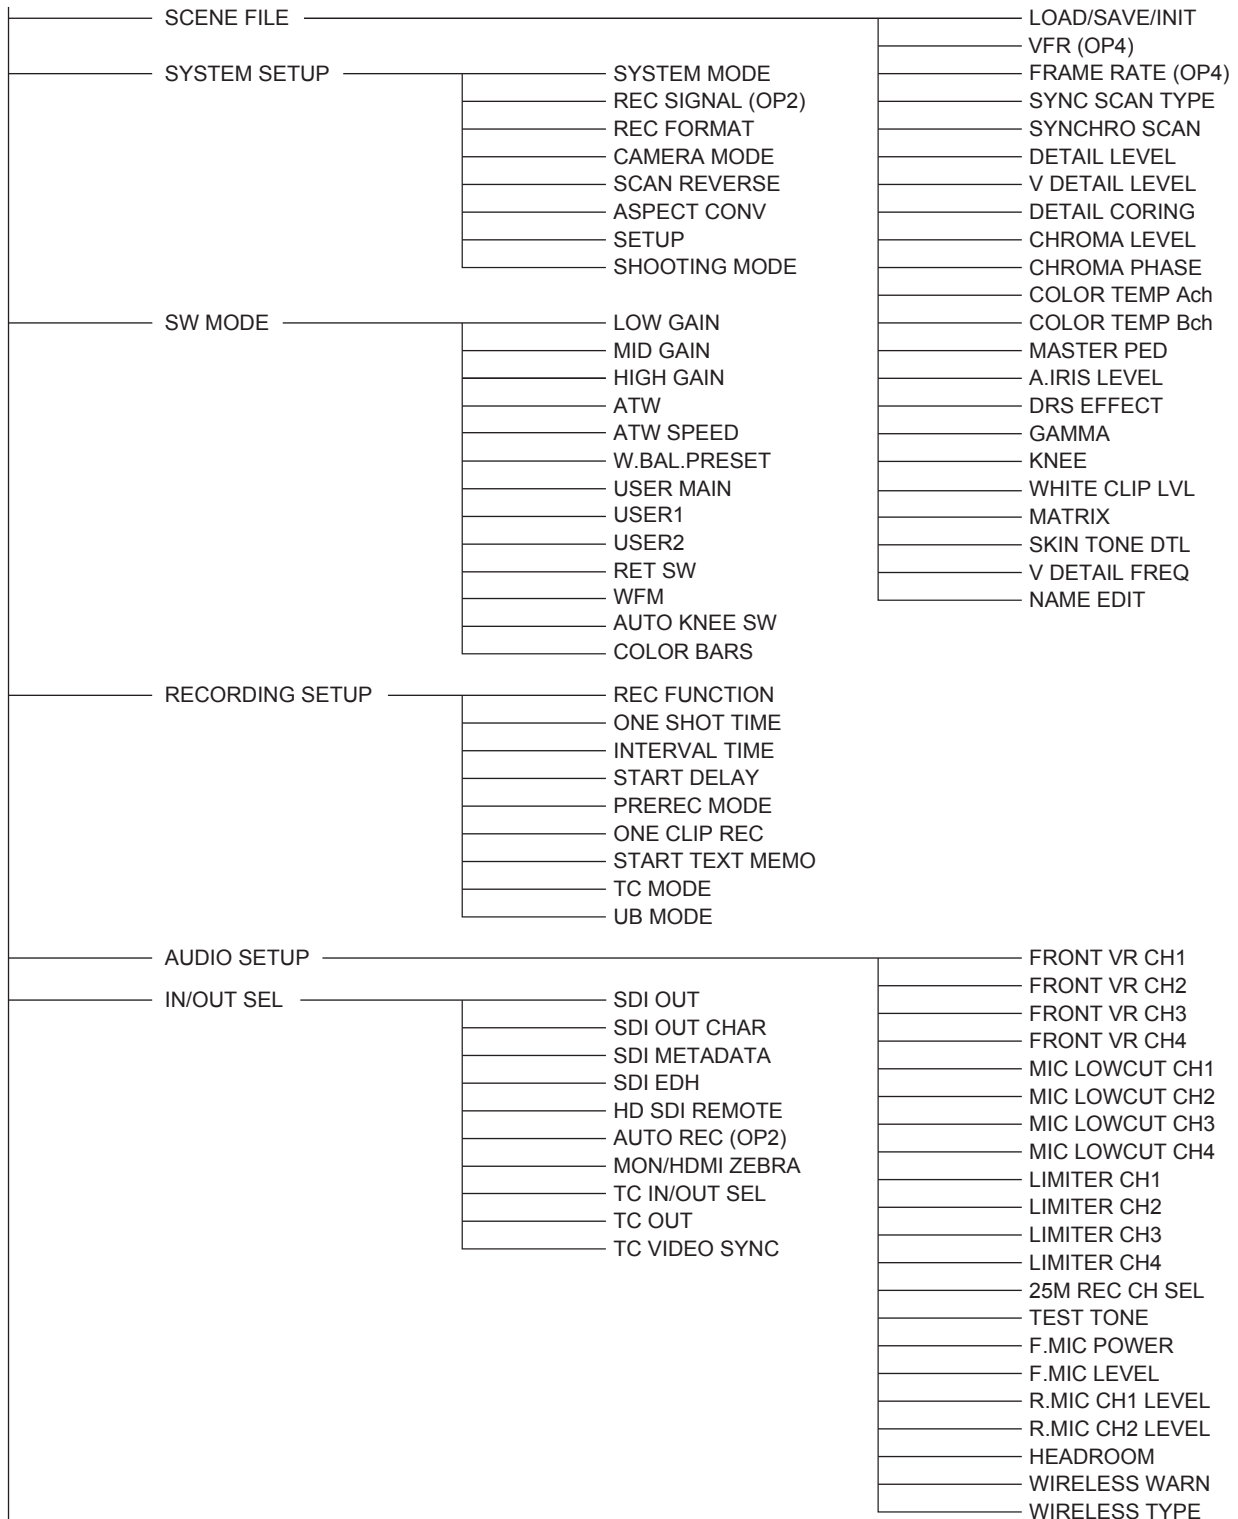 SCENE FILE
LOAD/SAVE/INIT
VFR (OP4)
FRAME RATE (OP4)
SYNC SCAN TYPE
SYNCHRO SCAN
DETAIL LEVEL
V DETAIL LEVEL
DETAIL CORING
CHROMA LEVEL
CHROMA PHASE
COLOR TEMP Ach
COLOR TEMP Bch
MASTER PED
A.IRIS LEVEL
DRS EFFECT
GAMMA
KNEE
WHITE CLIP LVL
MATRIX
SKIN TONE DTL
V DETAIL FREQ
NAME EDIT
SYSTEM SETUP
SYSTEM MODE
REC SIGNAL (OP2)
REC FORMAT
CAMERA MODE
SCAN REVERSE
ASPECT CONV
SETUP
SHOOTING MODE
SW MODE
LOW GAIN
MID GAIN
HIGH GAIN
ATW
ATW SPEED
W.BAL.PRESET
USER MAIN
USER1
USER2
RET SW
WFM
AUTO KNEE SW
COLOR BARS
RECORDING SETUP
REC FUNCTION
ONE SHOT TIME
INTERVAL TIME
START DELAY
PREREC MODE
ONE CLIP REC
START TEXT MEMO
TC MODE
UB MODE
AUDIO SETUP
FRONT VR CH1
FRONT VR CH2
FRONT VR CH3
FRONT VR CH4
MIC LOWCUT CH1
MIC LOWCUT CH2
MIC LOWCUT CH3
MIC LOWCUT CH4
LIMITER CH1
LIMITER CH2
LIMITER CH3
LIMITER CH4
25M REC CH SEL
TEST TONE
F.MIC POWER
F.MIC LEVEL
R.MIC CH1 LEVEL
R.MIC CH2 LEVEL
HEADROOM
WIRELESS WARN
WIRELESS TYPE
IN/OUT SEL
SDI OUT
SDI OUT CHAR
SDI METADATA
SDI EDH
HD SDI REMOTE
AUTO REC (OP2)
MON/HDMI ZEBRA
TC IN/OUT SEL
TC OUT
TC VIDEO SYNC